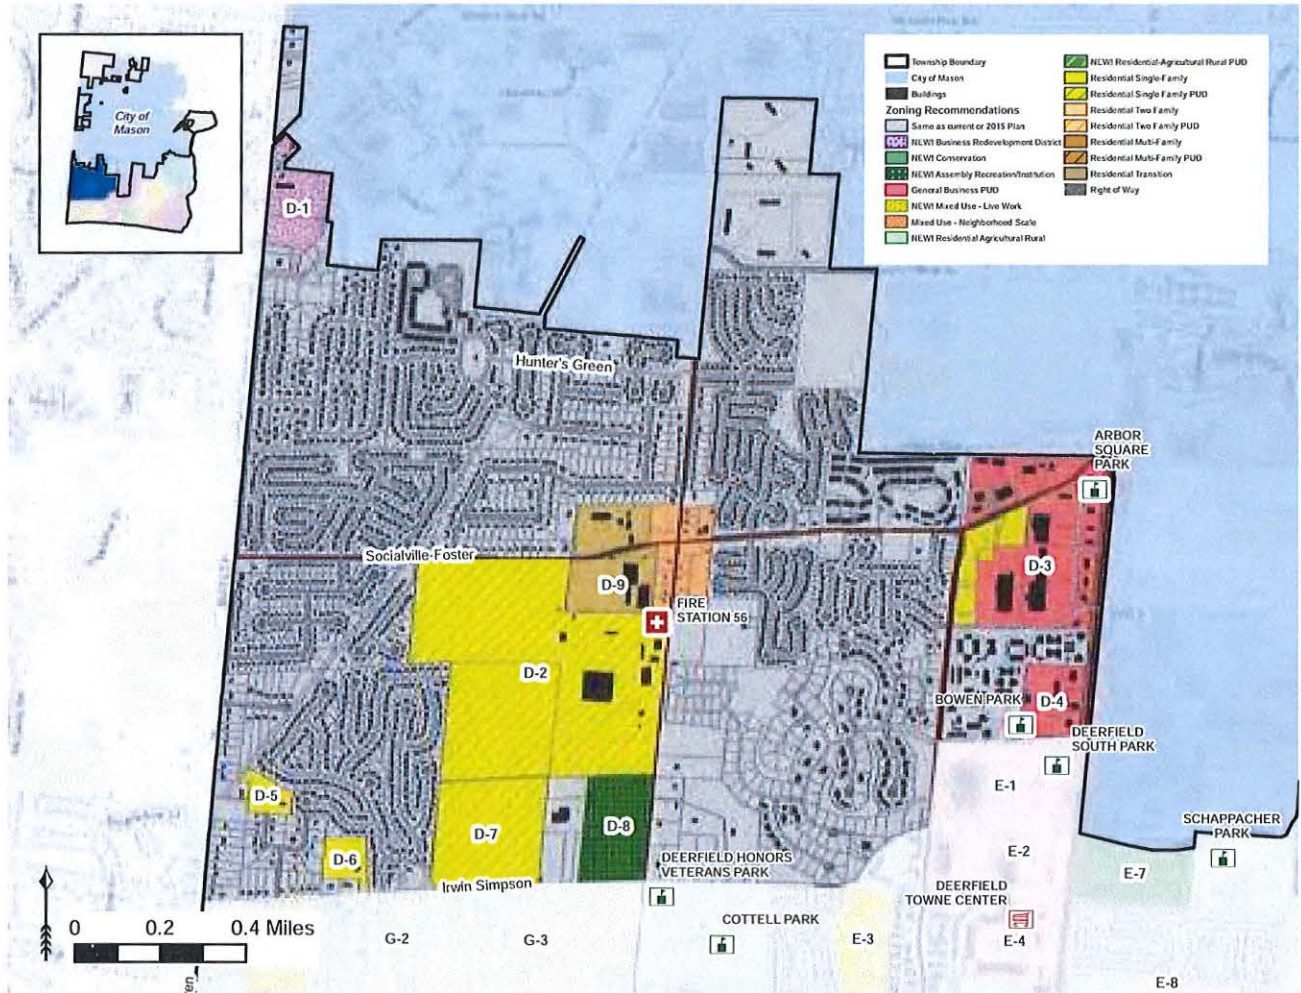 City of
Mason
Township Boundary
City of Mason
Buildings
Zoning Recommendations
Same as current or 2015 Plan
NEW! Business Redevelopment District
NEW! Conservation
NEW! Assembly Recreation/Institution
General Business PUD
NEW! Mixed Use - Live Work
Mixed Use - Neighborhood Scale
NEW! Residential Agricultural Rural
NEW! Residential-Agricultural Rural PUD
Residential Single-Family
Residential Single Family PUD
Residential Two Family
Residential Two Family PUD
Residential Multi-Family
Residential Multi-Family PUD
Residential Transition
Right of Way
D-1
Hunter's Green
ARBOR
SQUARE
PARK
Socialville-Foster
D-9
D-3
FIRE
STATION 56
D-2
BOWEN PARK
D-4
DEERFIELD
SOUTH PARK
D-5
E-1
D-6
D-7
D-8
E-2
SCHAPPACHER
PARK
E-7
Irwin Simpson
DEERFIELD HONORS
VETERANS PARK
DEERFIELD
TOWNE CENTER
0 0.2 0.4 Miles
G-2
G-3
COTTELL PARK
E-3
E-4
E-8